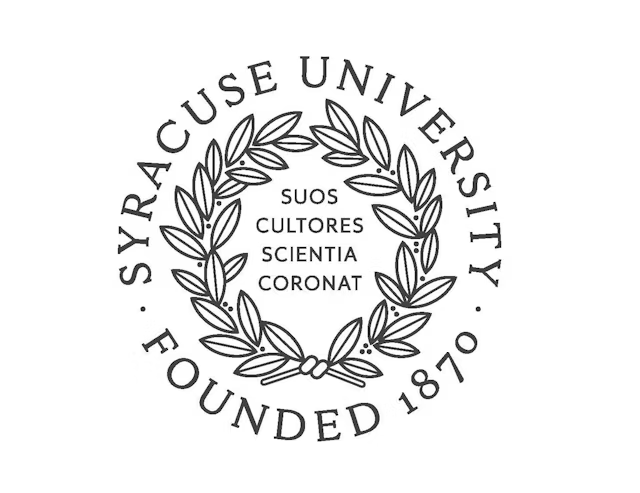 SYRACUSE UNIVERSITY
SUOS
CULTORES
SCIENTIA
CORONAT
· FOUNDED 1870 ·